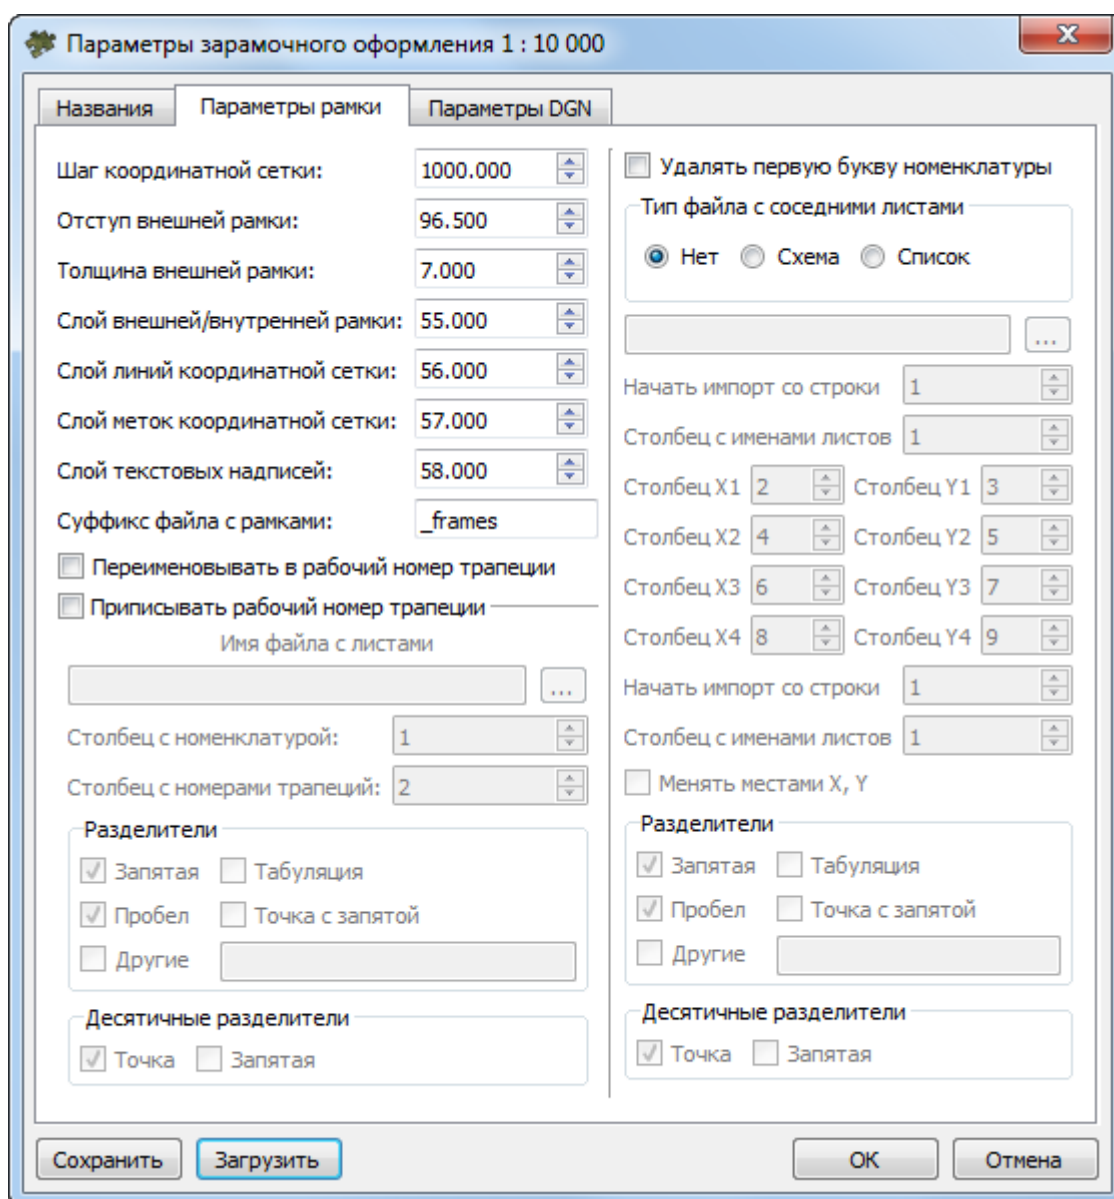 Параметры зарамочного оформления 1 : 10 000
Названия
Параметры рамки
Параметры DGN
Шаг координатной сетки: 1000.000
Отступ внешней рамки: 96.500
Толщина внешней рамки: 7.000
Слой внешней/внутренней рамки: 55.000
Слой линий координатной сетки: 56.000
Слой меток координатной сетки: 57.000
Слой текстовых надписей: 58.000
Суффикс файла с рамками: _frames
Переименовывать в рабочий номер трапеции
Приписывать рабочий номер трапеции
Имя файла с листами
...
Столбец с номенклатурой: 1
Столбец с номерами трапеций: 2
Разделители
Запятая Табуляция
Пробел Точка с запятой
Другие
Десятичные разделители
Точка Запятая
Удалять первую букву номенклатуры
Тип файла с соседними листами
Нет Схема Список
...
Начать импорт со строки 1
Столбец с именами листов 1
Столбец X1 2 Столбец Y1 3
Столбец X2 4 Столбец Y2 5
Столбец X3 6 Столбец Y3 7
Столбец X4 8 Столбец Y4 9
Начать импорт со строки 1
Столбец с именами листов 1
Менять местами X, Y
Разделители
Запятая Табуляция
Пробел Точка с запятой
Другие
Десятичные разделители
Точка Запятая
Сохранить Загрузить OK Отмена